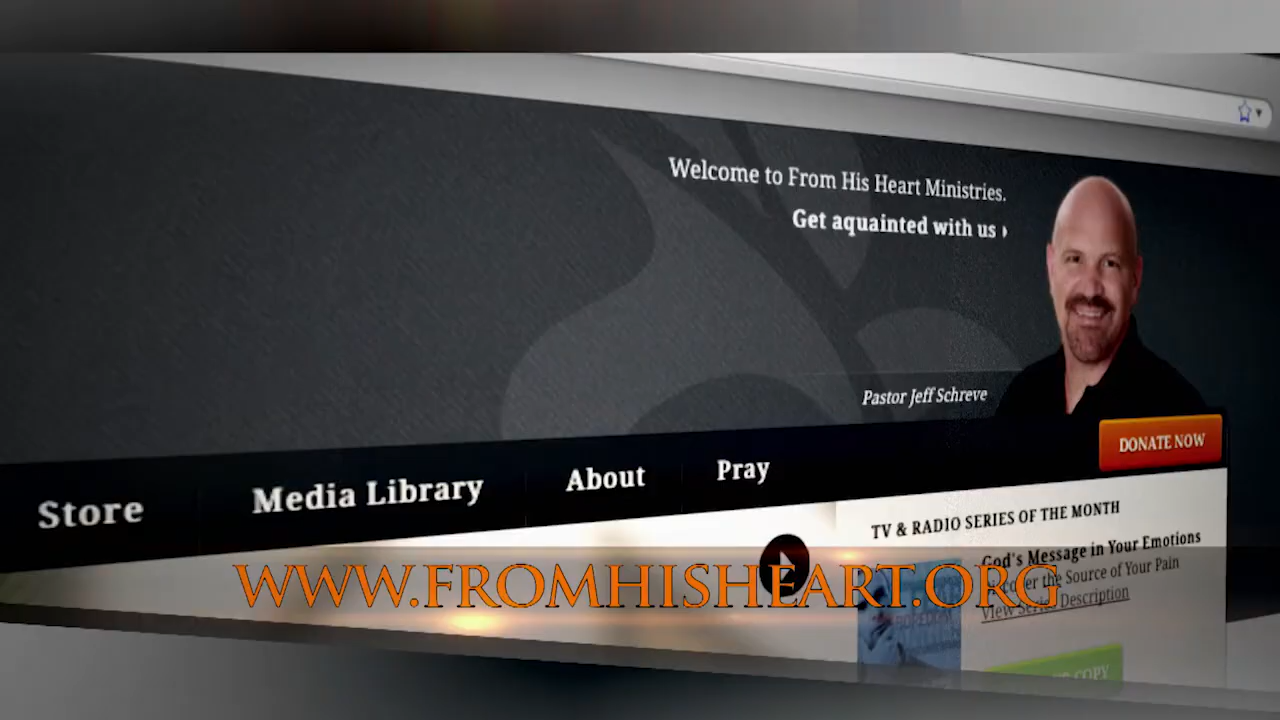 Welcome to From His Heart Ministries.
Get aquainted with us
Pastor Jeff Schreve
DONATE NOW
Store
Media Library
About
Pray
TV & RADIO SERIES OF THE MONTH
God's Message in Your Emotions
the Source of Your Pain
View Series Description
WWW.FROMHISHEART.ORG
COPY